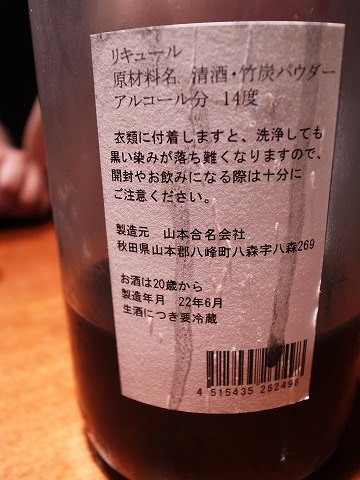 リキュール
原材料名 清酒・竹炭パウダー
アルコール分 14度
衣類に付着しますと、洗浄しても
黒い染みが落ち難くなりますので、
開封やお飲みになる際は十分に
ご注意ください。
製造元 山本合名会社
秋田県山本郡八峰町八森字八森269
お酒は20歳から
製造年月 22年6月
生酒につき要冷蔵
4 515435 262498